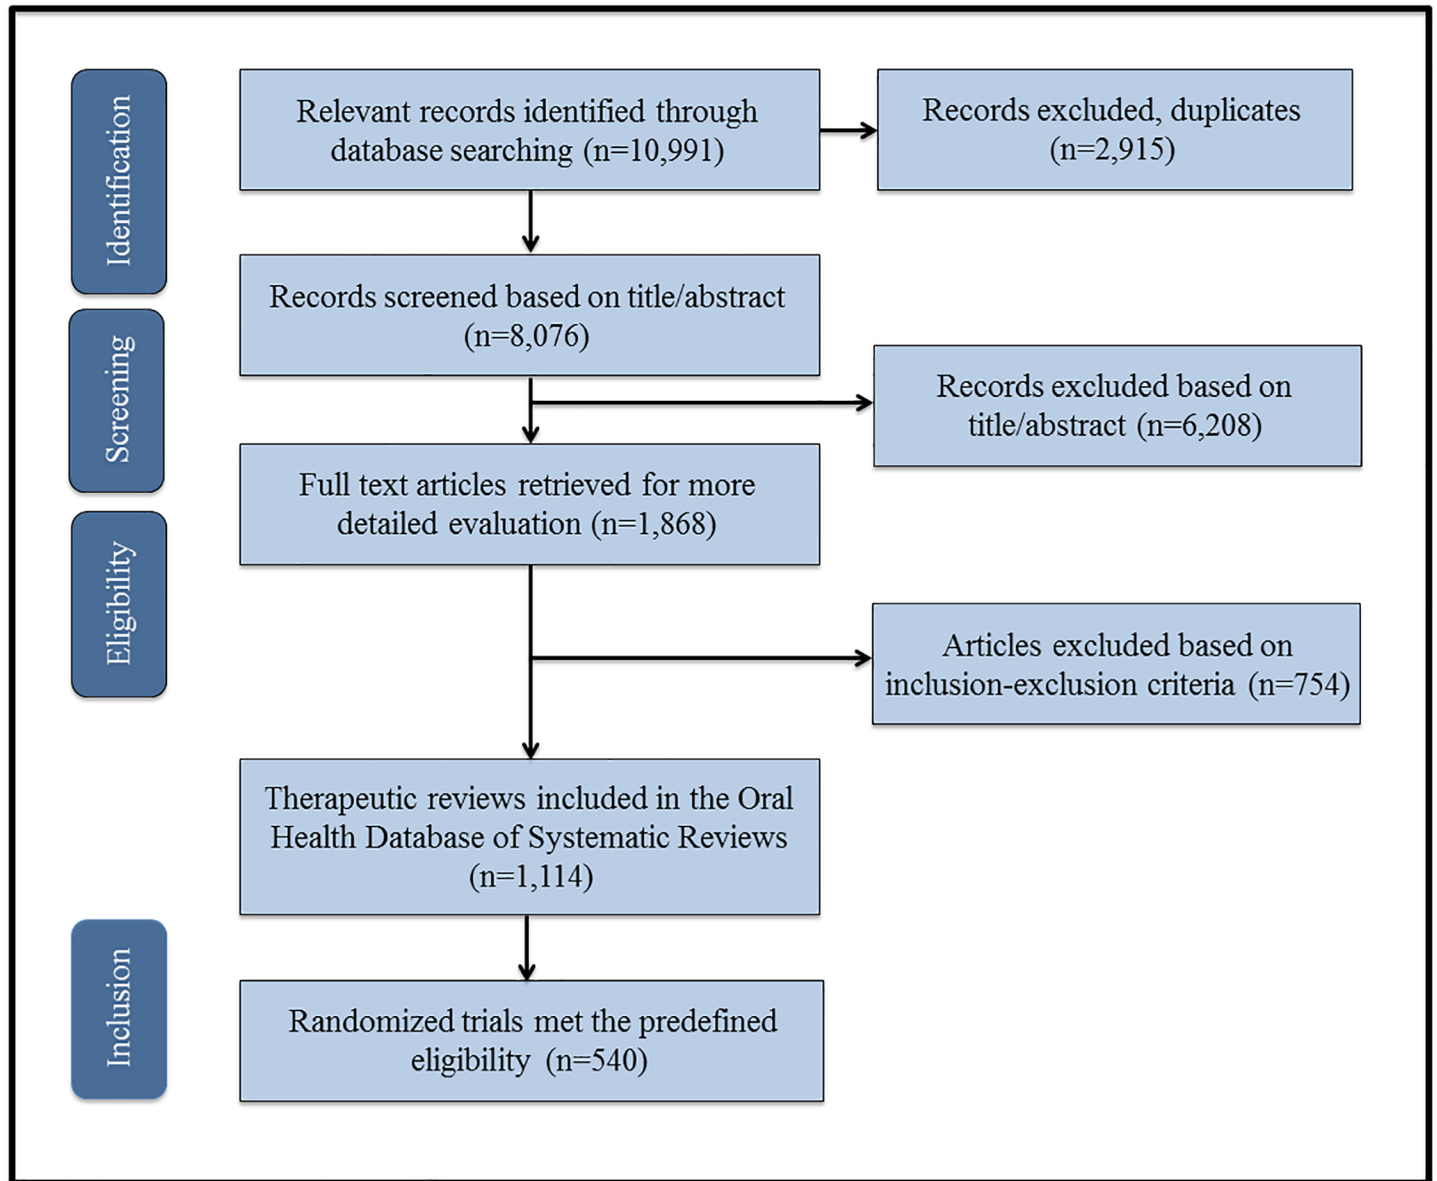 Identification
Relevant records identified through
database searching (n=10,991)
Records excluded, duplicates
(n=2,915)
Records screened based on title/abstract
(n=8,076)
Screening
Records excluded based on
title/abstract (n=6,208)
Full text articles retrieved for more
detailed evaluation (n=1,868)
Eligibility
Articles excluded based on
inclusion-exclusion criteria (n=754)
Therapeutic reviews included in the Oral
Health Database of Systematic Reviews
(n=1,114)
Inclusion
Randomized trials met the predefined
eligibility (n=540)